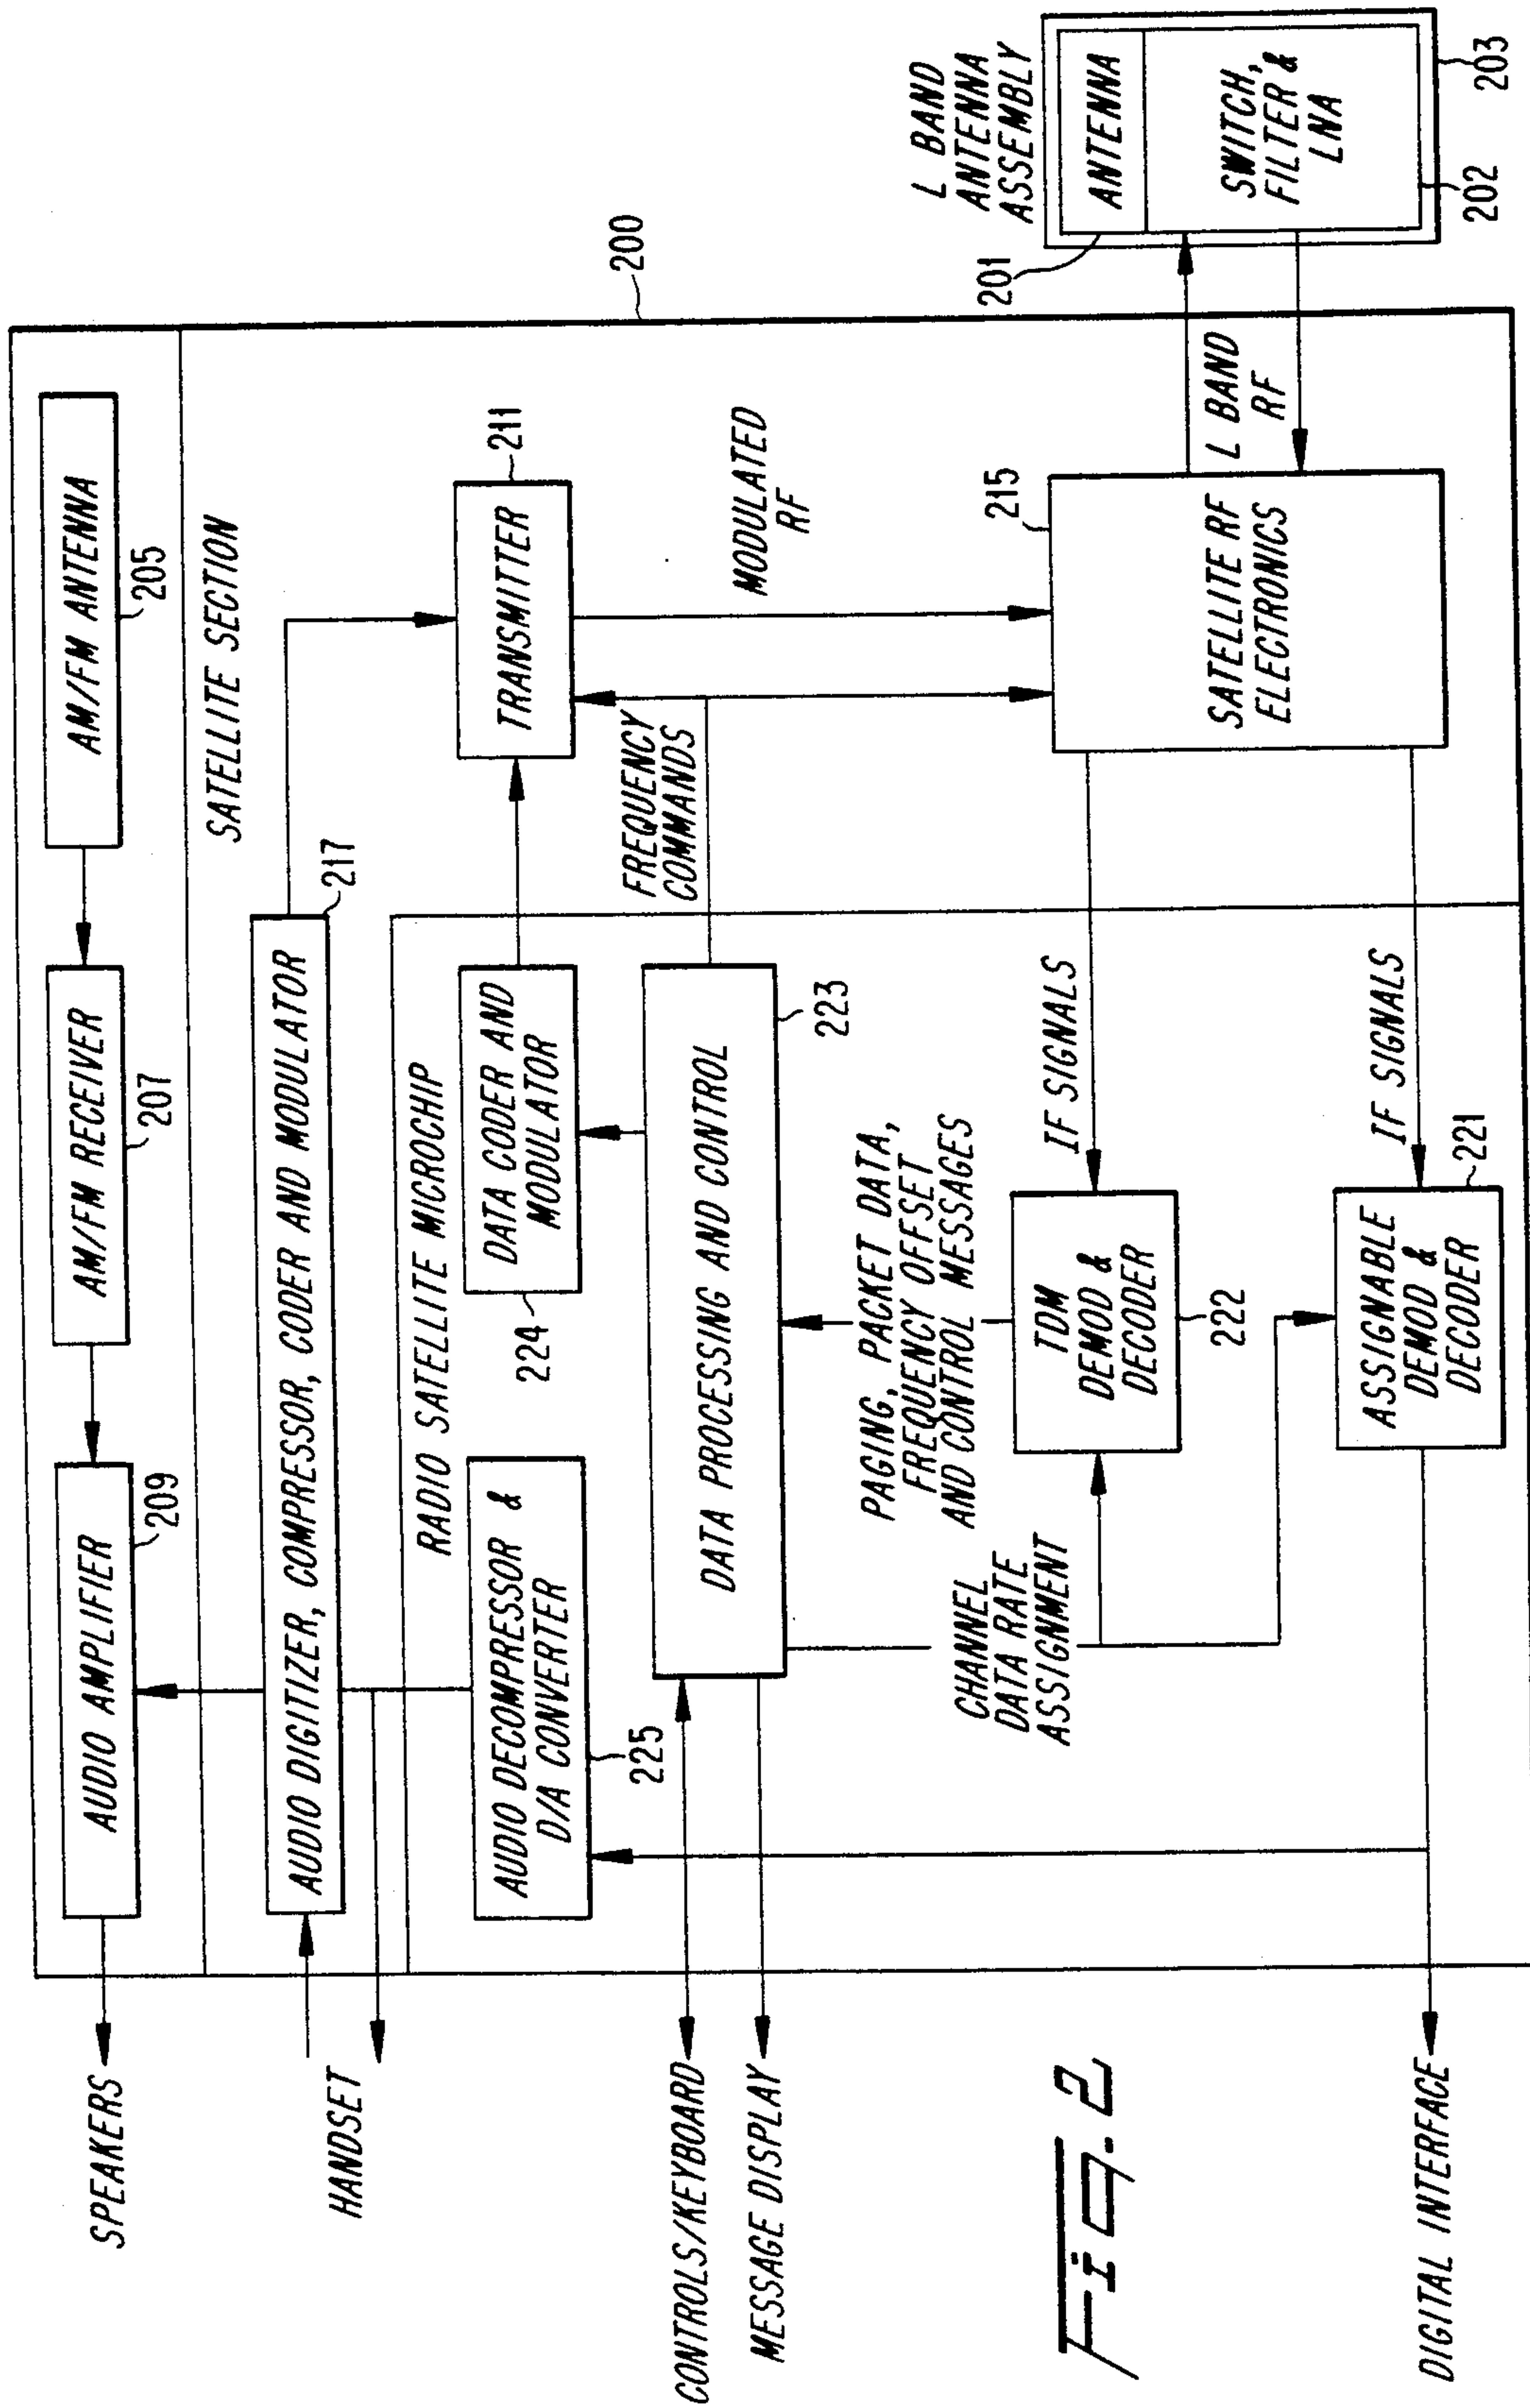 SPEAKERS
HANDSET
CONTROLS/KEYBOARD
MESSAGE DISPLAY
DIGITAL INTERFACE
AUDIO AMPLIFIER
209
AM/FM RECEIVER
207
AM/FM ANTENNA
205
SATELLITE SECTION
AUDIO DIGITIZER, COMPRESSOR, CODER AND MODULATOR
217
RADIO SATELLITE MICROCHIP
AUDIO DECOMPRESSOR &
D/A CONVERTER
225
DATA CODER AND
MODULATOR
224
TRANSMITTER
211
DATA PROCESSING AND CONTROL
223
FREQUENCY
COMMANDS
MODULATED
RF
200
CHANNEL
DATA RATE
ASSIGNMENT
PAGING, PACKET DATA,
FREQUENCY OFFSET
AND CONTROL MESSAGES
TDM
DEMOD &
DECODER
222
IF SIGNALS
ASSIGNABLE
DEMOD &
DECODER
221
IF SIGNALS
SATELLITE RF
ELECTRONICS
215
L BAND
RF
L BAND
ANTENNA
ASSEMBLY
201
ANTENNA
SWITCH,
FILTER &
LNA
202
203
Fig. 2